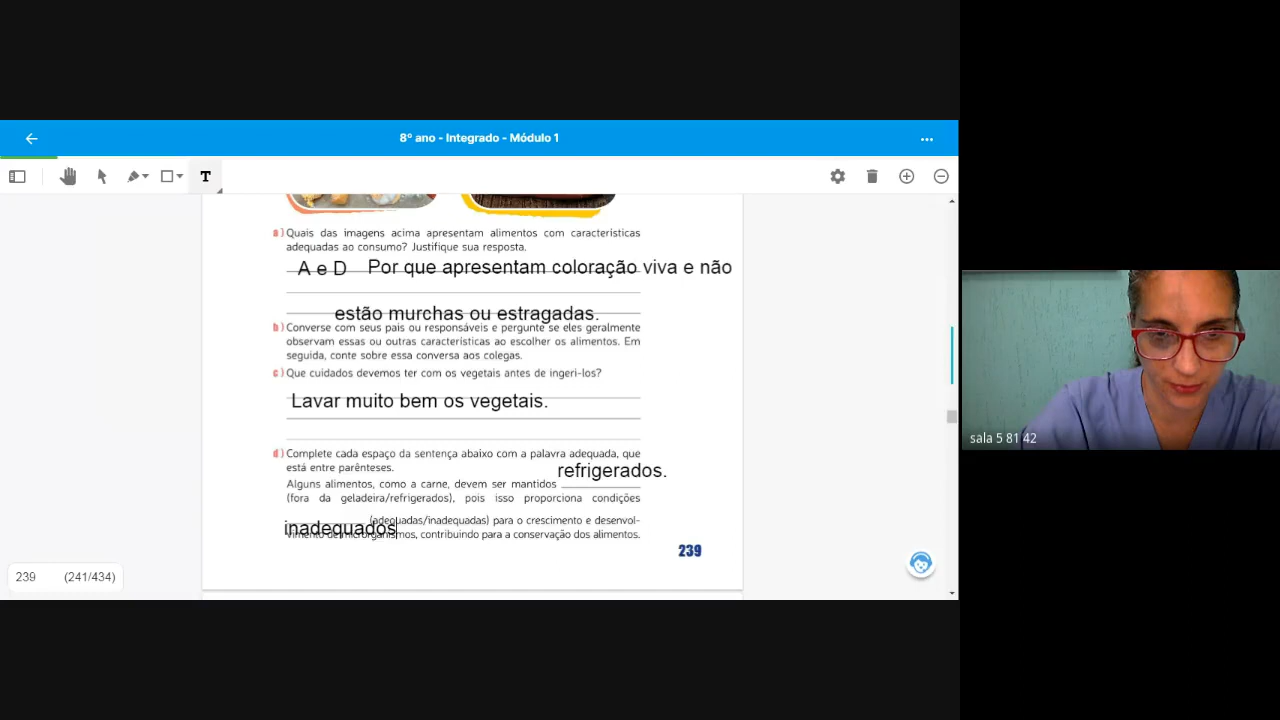 8º ano - Integrado - Módulo 1
T
a) Quais das imagens acima apresentam alimentos com características
adequadas ao consumo? Justifique sua resposta.
A e D Por que apresentam coloração viva e não
estão murchas ou estragadas.
b) Converse com seus pais ou responsáveis e pergunte se eles geralmente
observam essas ou outras características ao escolher os alimentos. Em
seguida, conte sobre essa conversa aos colegas.
c) Que cuidados devemos ter com os vegetais antes de ingeri-los?
Lavar muito bem os vegetais.
d) Complete cada espaço da sentença abaixo com a palavra adequada, que
está entre parênteses.
refrigerados.
Alguns alimentos, como a carne, devem ser mantidos
(fora da geladeira/refrigerados), pois isso proporciona condições
inadequados (adequadas/inadequadas) para o crescimento e desenvol-
vimento de microrganismos, contribuindo para a conservação dos alimentos.
239
239 (241/434)
sala 5 81 42